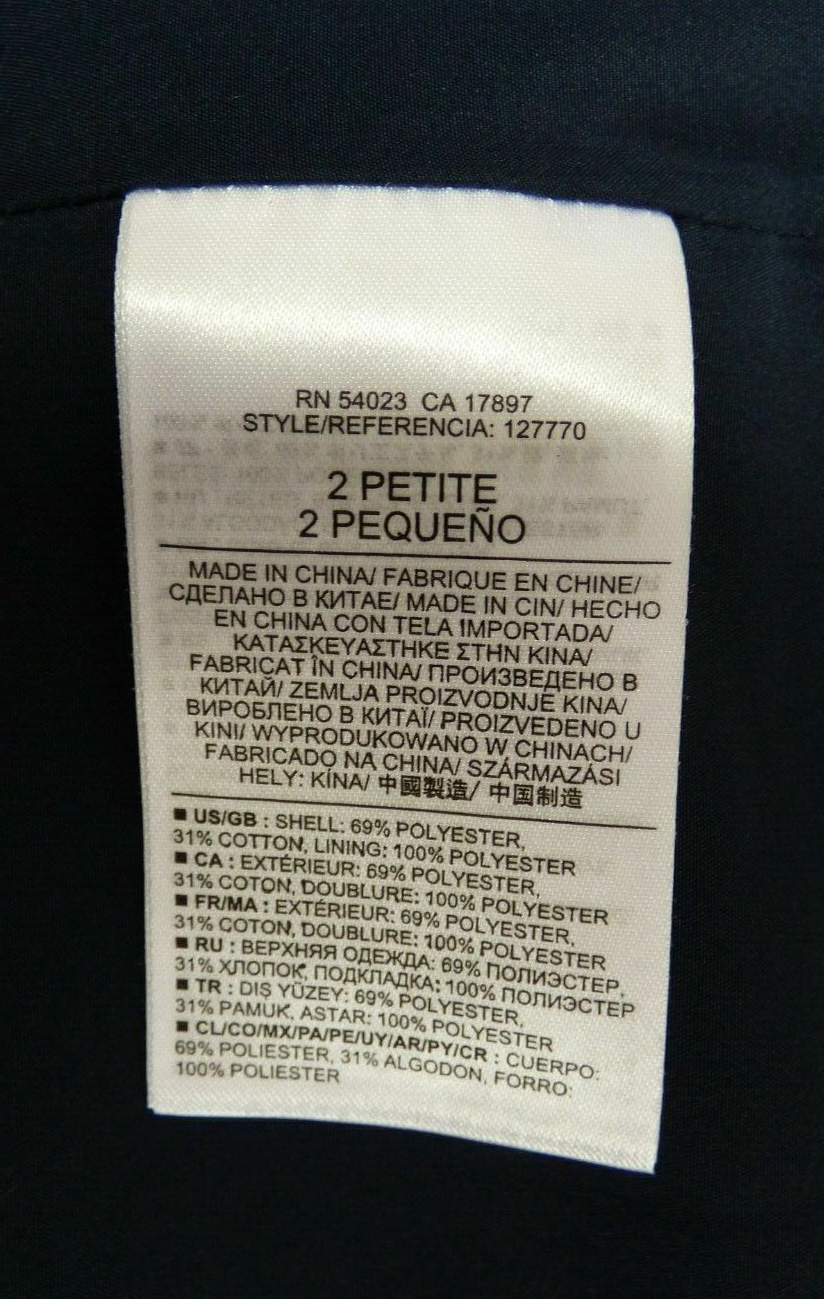 RN 54023 CA 17897
STYLE/REFERENCIA: 127770
2 PETITE
2 PEQUEÑO
MADE IN CHINA/ FABRIQUE EN CHINE/
СДЕЛАНО В КИТАЕ/ MADE IN CIN/ HECHO
EN CHINA CON TELA IMPORTADA/
ΚΑΤΑΣΚΕΥΑΣΤΗΚΕ ΣΤΗΝ ΚΙΝΑ/
FABRICAT ÎN CHINA/ ПРОИЗВЕДЕНО В
КИТАЙ/ ZEMLJA PROIZVODNJE KINA/
ВИРОБЛЕНО В КИТАЇ/ PROIZVEDENO U
KINI/ WYPRODUKOWANO W CHINACH/
FABRICADO NA CHINA/ SZÁRMAZÁSI
HELY: KÍNA/ 中國製造/ 中国制造
■ US/GB : SHELL: 69% POLYESTER,
31% COTTON, LINING: 100% POLYESTER
■ CA : EXTÉRIEUR: 69% POLYESTER,
31% COTON, DOUBLURE: 100% POLYESTER
■ FR/MA : EXTÉRIEUR: 69% POLYESTER,
31% COTON, DOUBLURE: 100% POLYESTER
■ RU : ВЕРХНЯЯ ОДЕЖДА: 69% ПОЛИЭСТЕР,
31% ХЛОПОК, ПОДКЛАДКА: 100% ПОЛИЭСТЕР
■ TR : DIŞ YÜZEY: 69% POLYESTER,
31% PAMUK, ASTAR: 100% POLYESTER
■ CL/CO/MX/PA/PE/UY/AR/PY/CR : CUERPO:
69% POLIESTER, 31% ALGODON, FORRO:
100% POLIESTER